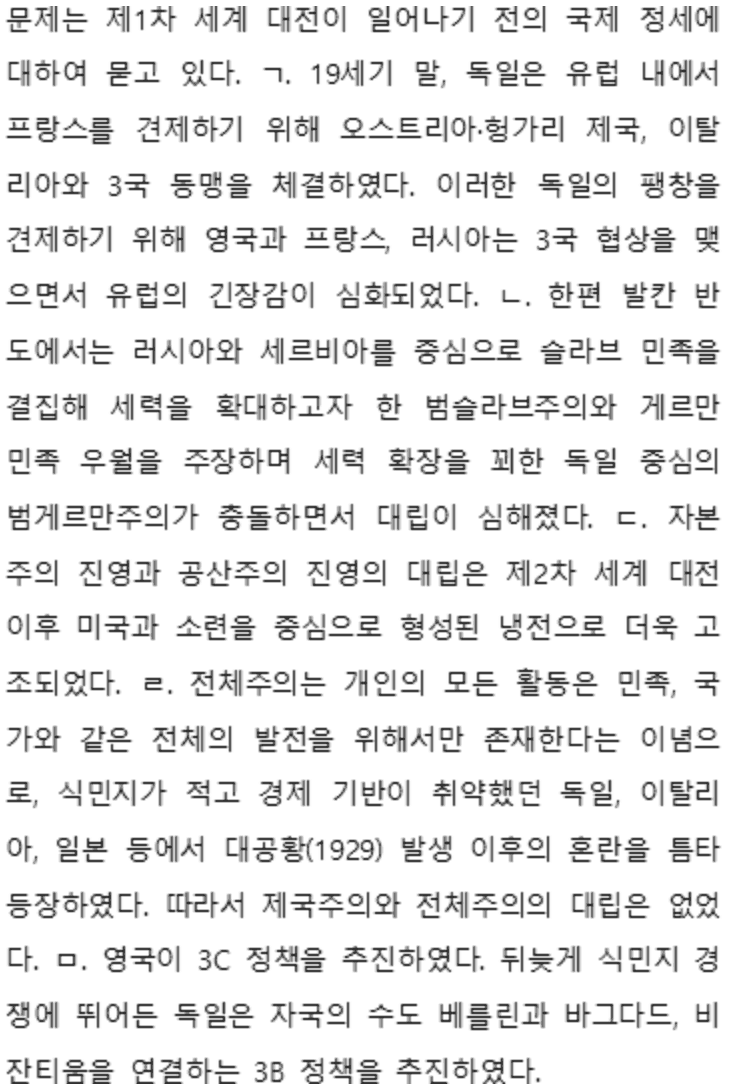 문제는 제1차 세계 대전이 일어나기 전의 국제 정세에
대하여 묻고 있다. ㄱ. 19세기 말, 독일은 유럽 내에서
프랑스를 견제하기 위해 오스트리아·헝가리 제국, 이탈
리아와 3국 동맹을 체결하였다. 이러한 독일의 팽창을
견제하기 위해 영국과 프랑스, 러시아는 3국 협상을 맺
으면서 유럽의 긴장감이 심화되었다. ㄴ. 한편 발칸 반
도에서는 러시아와 세르비아를 중심으로 슬라브 민족을
결집해 세력을 확대하고자 한 범슬라브주의와 게르만
민족 우월을 주장하며 세력 확장을 꾀한 독일 중심의
범게르만주의가 충돌하면서 대립이 심해졌다. ㄷ. 자본
주의 진영과 공산주의 진영의 대립은 제2차 세계 대전
이후 미국과 소련을 중심으로 형성된 냉전으로 더욱 고
조되었다. ㄹ. 전체주의는 개인의 모든 활동은 민족, 국
가와 같은 전체의 발전을 위해서만 존재한다는 이념으
로, 식민지가 적고 경제 기반이 취약했던 독일, 이탈리
아, 일본 등에서 대공황(1929) 발생 이후의 혼란을 틈타
등장하였다. 따라서 제국주의와 전체주의의 대립은 없었
다. ㅁ. 영국이 3C 정책을 추진하였다. 뒤늦게 식민지 경
쟁에 뛰어든 독일은 자국의 수도 베를린과 바그다드, 비
잔티움을 연결하는 3B 정책을 추진하였다.